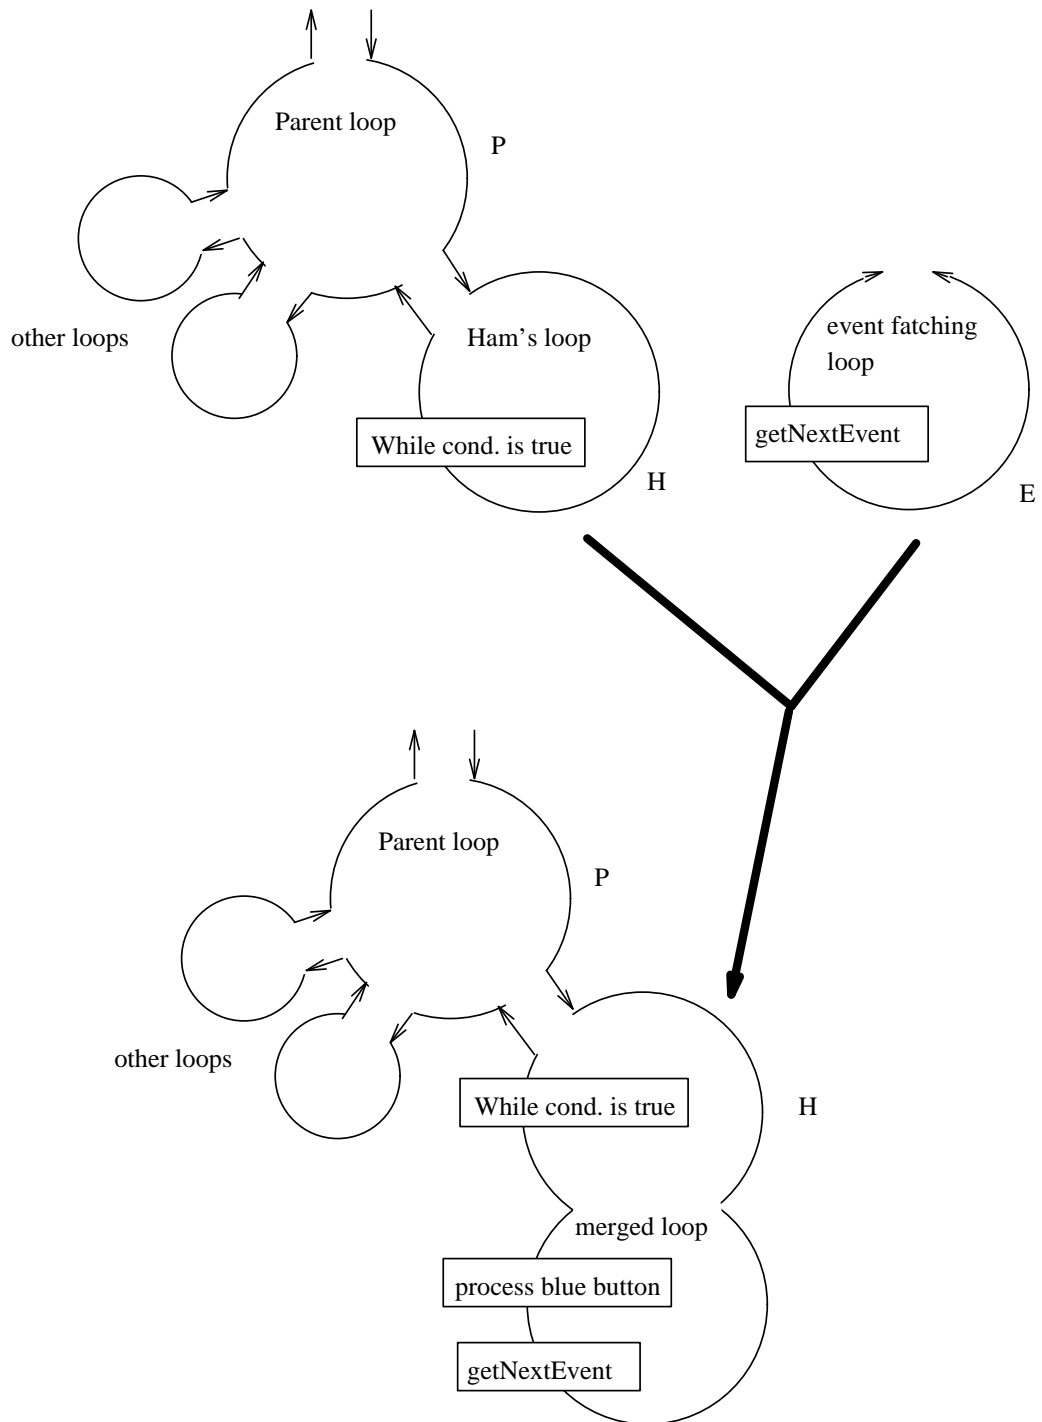 Parent loop
P
other loops
Ham's loop
event fatching
loop
While cond. is true
getNextEvent
H
E
Parent loop
P
other loops
While cond. is true
H
merged loop
process blue button
getNextEvent